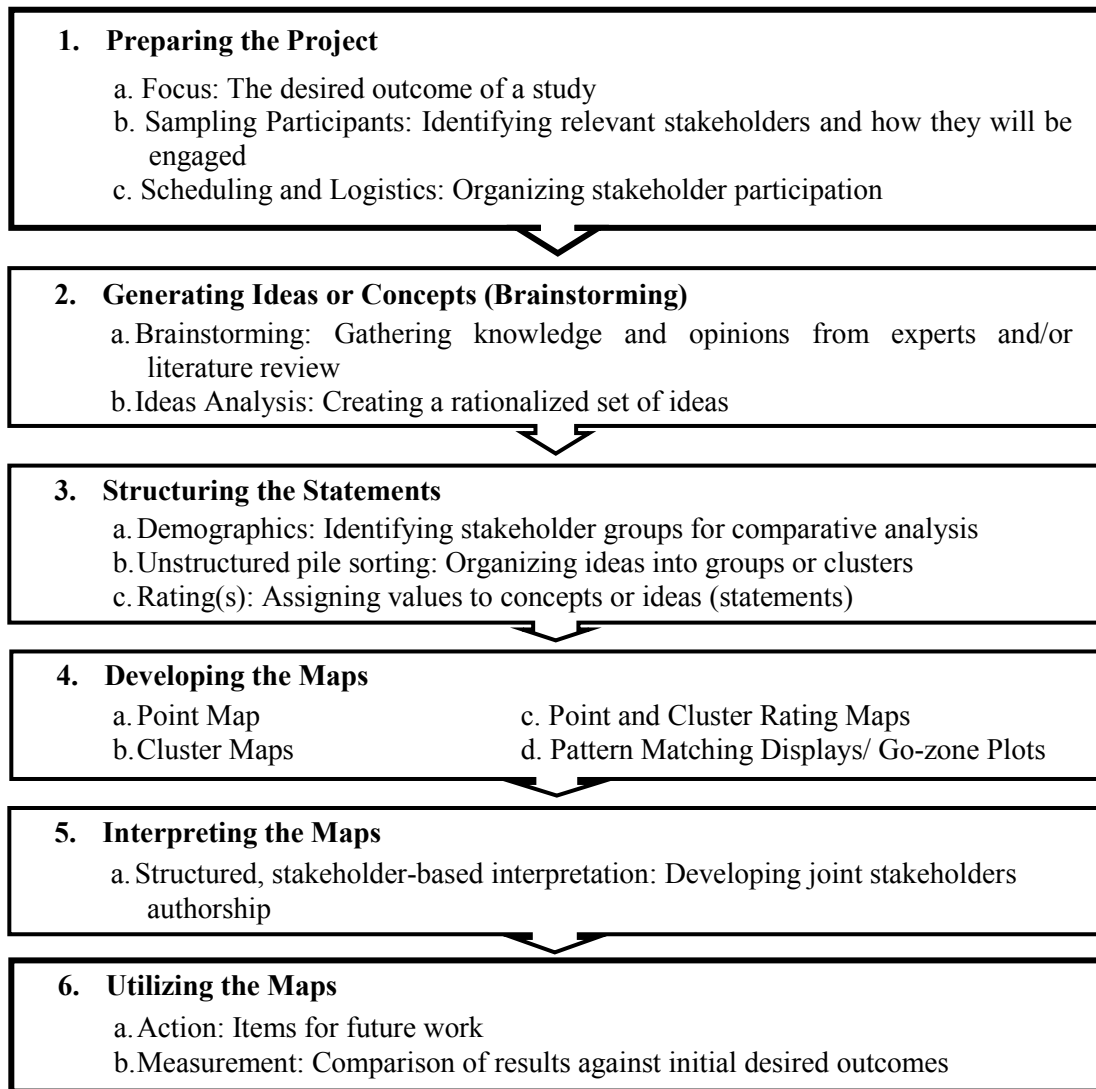 1. Preparing the Project
a. Focus: The desired outcome of a study
b. Sampling Participants: Identifying relevant stakeholders and how they will be
engaged
c. Scheduling and Logistics: Organizing stakeholder participation
2. Generating Ideas or Concepts (Brainstorming)
a. Brainstorming: Gathering knowledge and opinions from experts and/or
literature review
b. Ideas Analysis: Creating a rationalized set of ideas
3. Structuring the Statements
a. Demographics: Identifying stakeholder groups for comparative analysis
b. Unstructured pile sorting: Organizing ideas into groups or clusters
c. Rating(s): Assigning values to concepts or ideas (statements)
4. Developing the Maps
a. Point Map
b. Cluster Maps
c. Point and Cluster Rating Maps
d. Pattern Matching Displays/ Go-zone Plots
5. Interpreting the Maps
a. Structured, stakeholder-based interpretation: Developing joint stakeholders
authorship
6. Utilizing the Maps
a. Action: Items for future work
b. Measurement: Comparison of results against initial desired outcomes